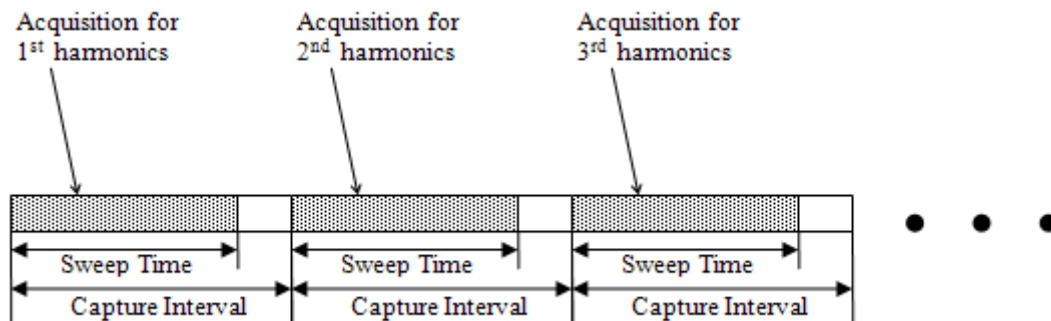 Acquisition for
1st harmonics
Acquisition for
2nd harmonics
Acquisition for
3rd harmonics
Sweep Time
Sweep Time
Sweep Time
Capture Interval
Capture Interval
Capture Interval